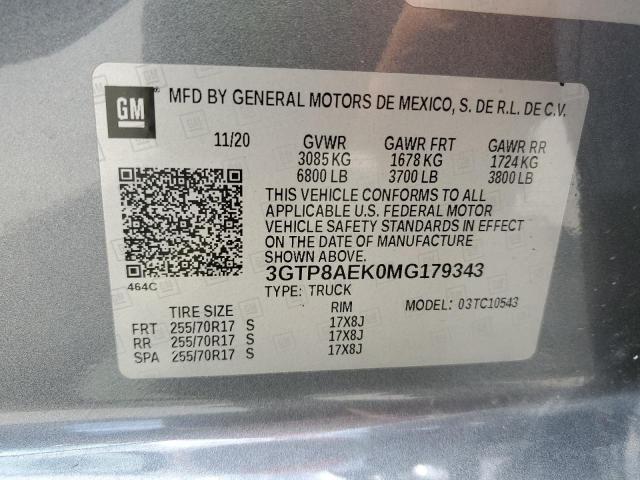 GM
MFD BY GENERAL MOTORS DE MEXICO, S. DE R.L. DE C.V.
11/20 GVWR GAWR FRT GAWR RR
3085 KG 1678 KG 1724 KG
6800 LB 3700 LB 3800 LB
THIS VEHICLE CONFORMS TO ALL
APPLICABLE U.S. FEDERAL MOTOR
VEHICLE SAFETY STANDARDS IN EFFECT
ON THE DATE OF MANUFACTURE
SHOWN ABOVE.
3GTP8AEK0MG179343
464C
TYPE: TRUCK
MODEL: 03TC10543
TIRE SIZE RIM
FRT 255/70R17 S 17X8J
RR 255/70R17 S 17X8J
SPA 255/70R17 S 17X8J